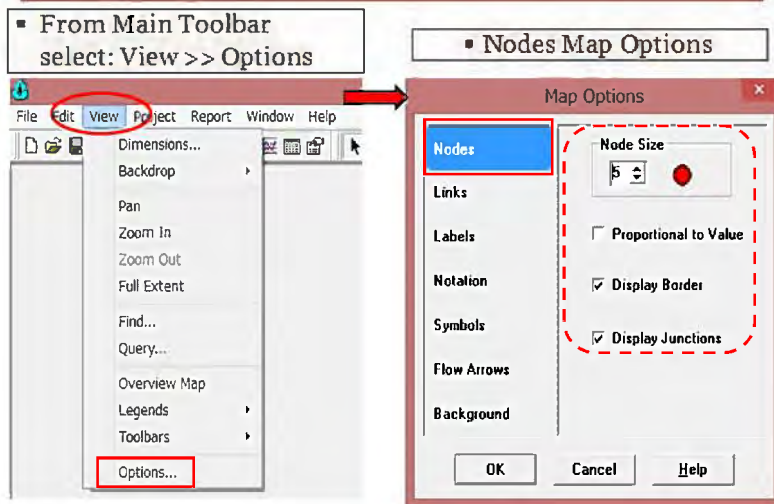 ▪ From Main Toolbar
select: View >> Options
File Edit View Project Report Window Help
Dimensions...
Backdrop
Pan
Zoom In
Zoom Out
Full Extent
Find...
Query...
Overview Map
Legends
Toolbars
Options...
▪ Nodes Map Options
Map Options
Nodes
Links
Labels
Notation
Symbols
Flow Arrows
Background
Node Size
5
Proportional to Value
Display Border
Display Junctions
OK Cancel Help